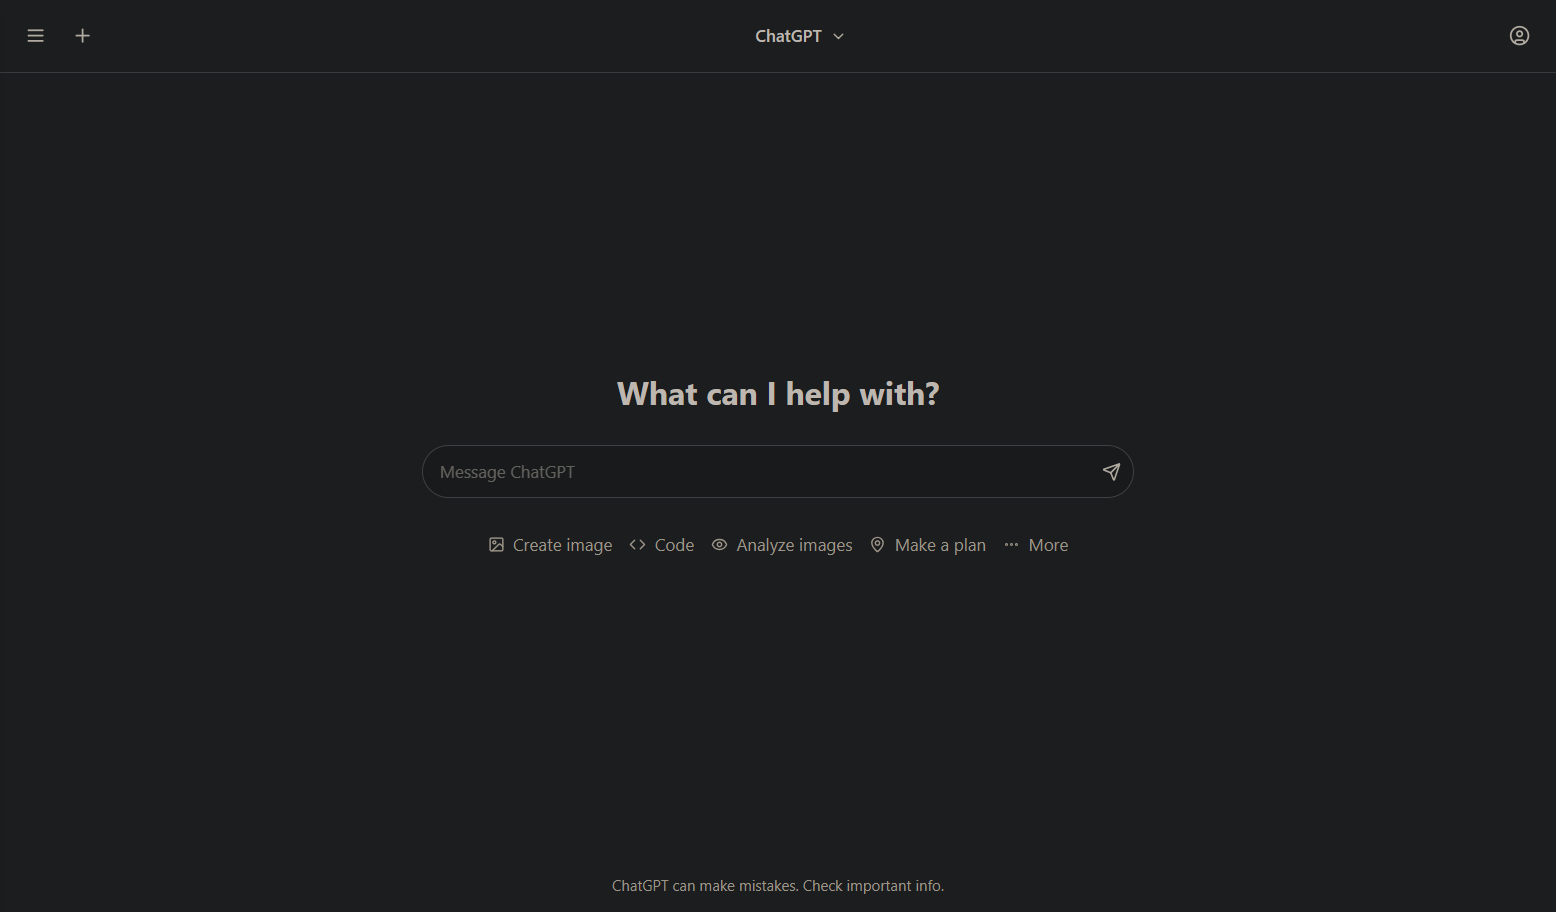 ChatGPT
What can I help with?
Message ChatGPT
Create image Code Analyze images Make a plan More
ChatGPT can make mistakes. Check important info.